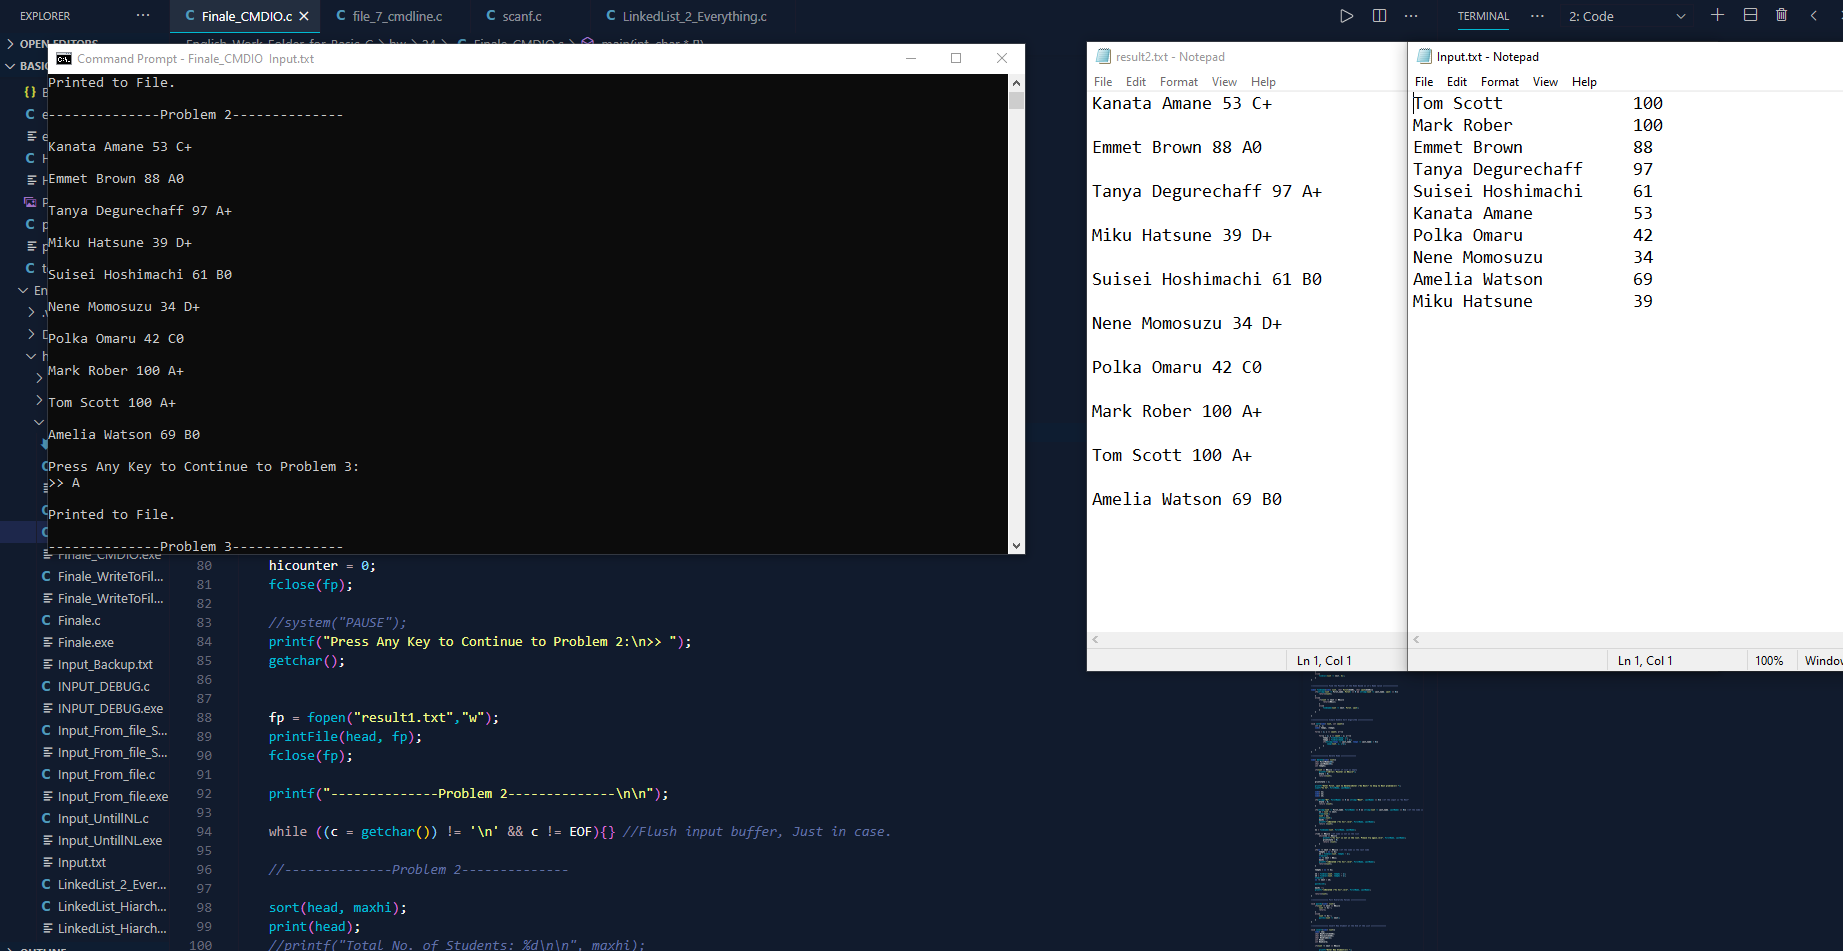 EXPLORER
OPEN EDITORS
Finale_CMDIO.c
file_7_cmdline.c
scanf.c
LinkedList_2_Everything.c
TERMINAL
2: Code
Command Prompt - Finale_CMDIO Input.txt
Printed to File.
--------------Problem 2--------------
Kanata Amane 53 C+
Emmet Brown 88 A0
Tanya Degurechaff 97 A+
Miku Hatsune 39 D+
Suisei Hoshimachi 61 B0
Nene Momosuzu 34 D+
Polka Omaru 42 C0
Mark Rober 100 A+
Tom Scott 100 A+
Amelia Watson 69 B0
Press Any Key to Continue to Problem 3:
>> A
Printed to File.
--------------Problem 3--------------
result2.txt - Notepad
File Edit Format View Help
Kanata Amane 53 C+
Emmet Brown 88 A0
Tanya Degurechaff 97 A+
Miku Hatsune 39 D+
Suisei Hoshimachi 61 B0
Nene Momosuzu 34 D+
Polka Omaru 42 C0
Mark Rober 100 A+
Tom Scott 100 A+
Amelia Watson 69 B0
Ln 1, Col 1
Input.txt - Notepad
File Edit Format View Help
Tom Scott 100
Mark Rober 100
Emmet Brown 88
Tanya Degurechaff 97
Suisei Hoshimachi 61
Kanata Amane 53
Polka Omaru 42
Nene Momosuzu 34
Amelia Watson 69
Miku Hatsune 39
Ln 1, Col 1 100% Window
Finale_CMDIO.exe
Finale_WriteToFil...
Finale_WriteToFil...
Finale.c
Finale.exe
Input_Backup.txt
INPUT_DEBUG.c
INPUT_DEBUG.exe
Input_From_file_S...
Input_From_file_S...
Input_From_file.c
Input_From_file.exe
Input_UntillNL.c
Input_UntillNL.exe
Input.txt
LinkedList_2_Ever...
LinkedList_Hiarch...
LinkedList_Hiarch...
OUTLINE
80 hicounter = 0;
81 fclose(fp);
82
83 //system("PAUSE");
84 printf("Press Any Key to Continue to Problem 2:\n>> ");
85 getchar();
86
87
88 fp = fopen("result1.txt","w");
89 printFile(head, fp);
90 fclose(fp);
91
92 printf("--------------Problem 2--------------\n\n");
93
94 while ((c = getchar()) != '\n' && c != EOF){} //Flush input buffer, Just in case.
95
96 //--------------Problem 2--------------
97
98 sort(head, maxhi);
99 print(head);
100 //printf("Total No. of Students: %d\n\n", maxhi);